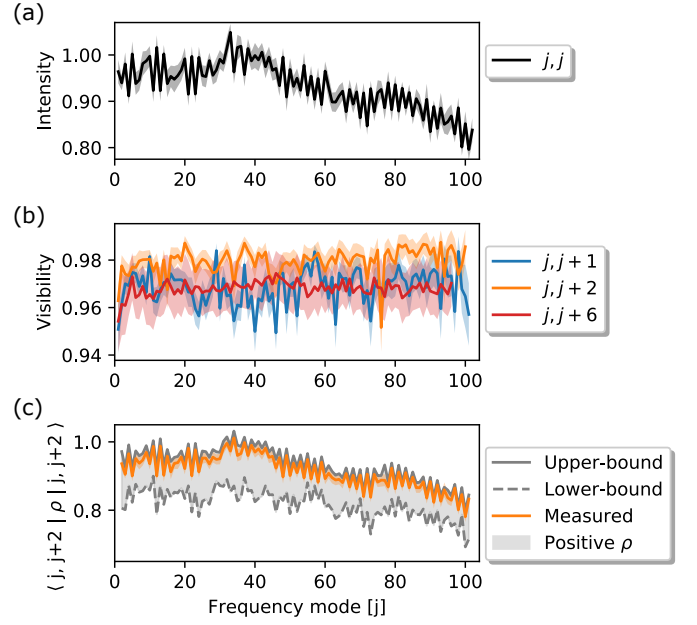 (a)
1.00
0.90
0.80
Intensity
0
20
40
60
80
100
j, j
(b)
0.98
0.96
0.94
Visibility
0
20
40
60
80
100
j, j + 1
j, j + 2
j, j + 6
(c)
1.0
0.8
⟨ j, j+2 | ρ | j, j+2 ⟩
0
20
40
60
80
100
Frequency mode [j]
Upper-bound
Lower-bound
Measured
Positive ρ